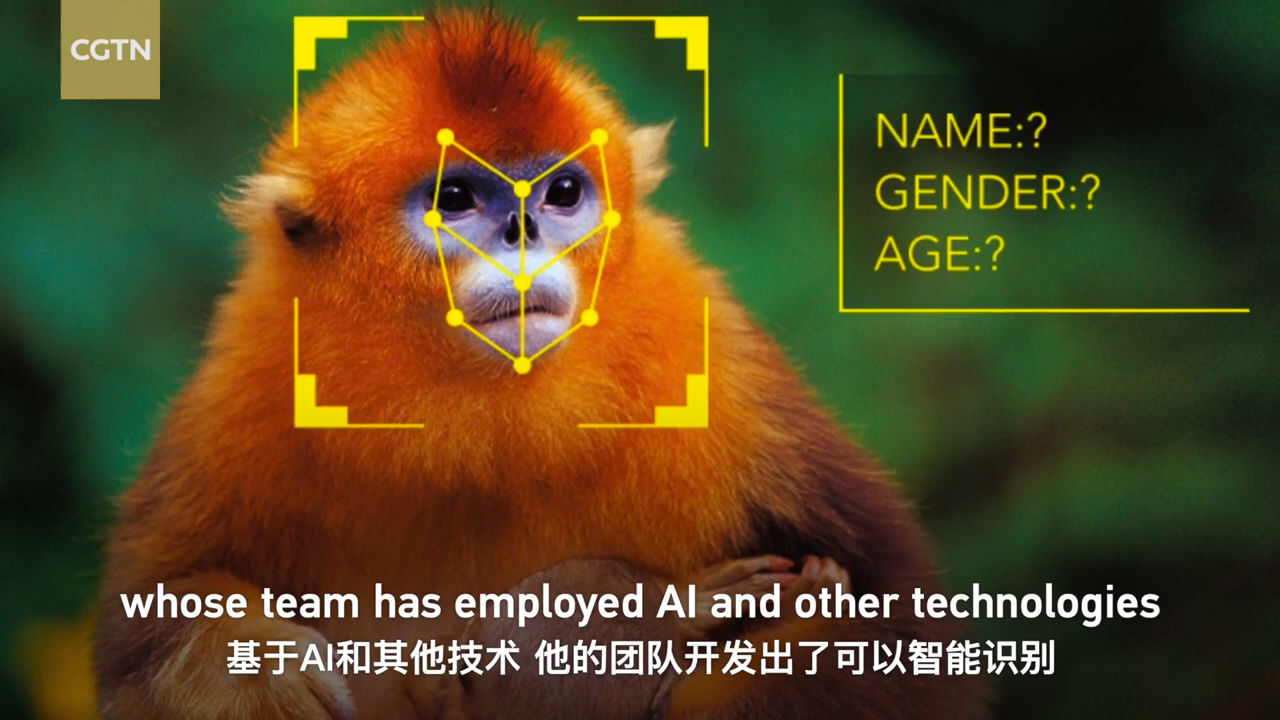 CGTN
NAME:?
GENDER:?
AGE:?
whose team has employed AI and other technologies
基于AI和其他技术 他的团队开发出了可以智能识别